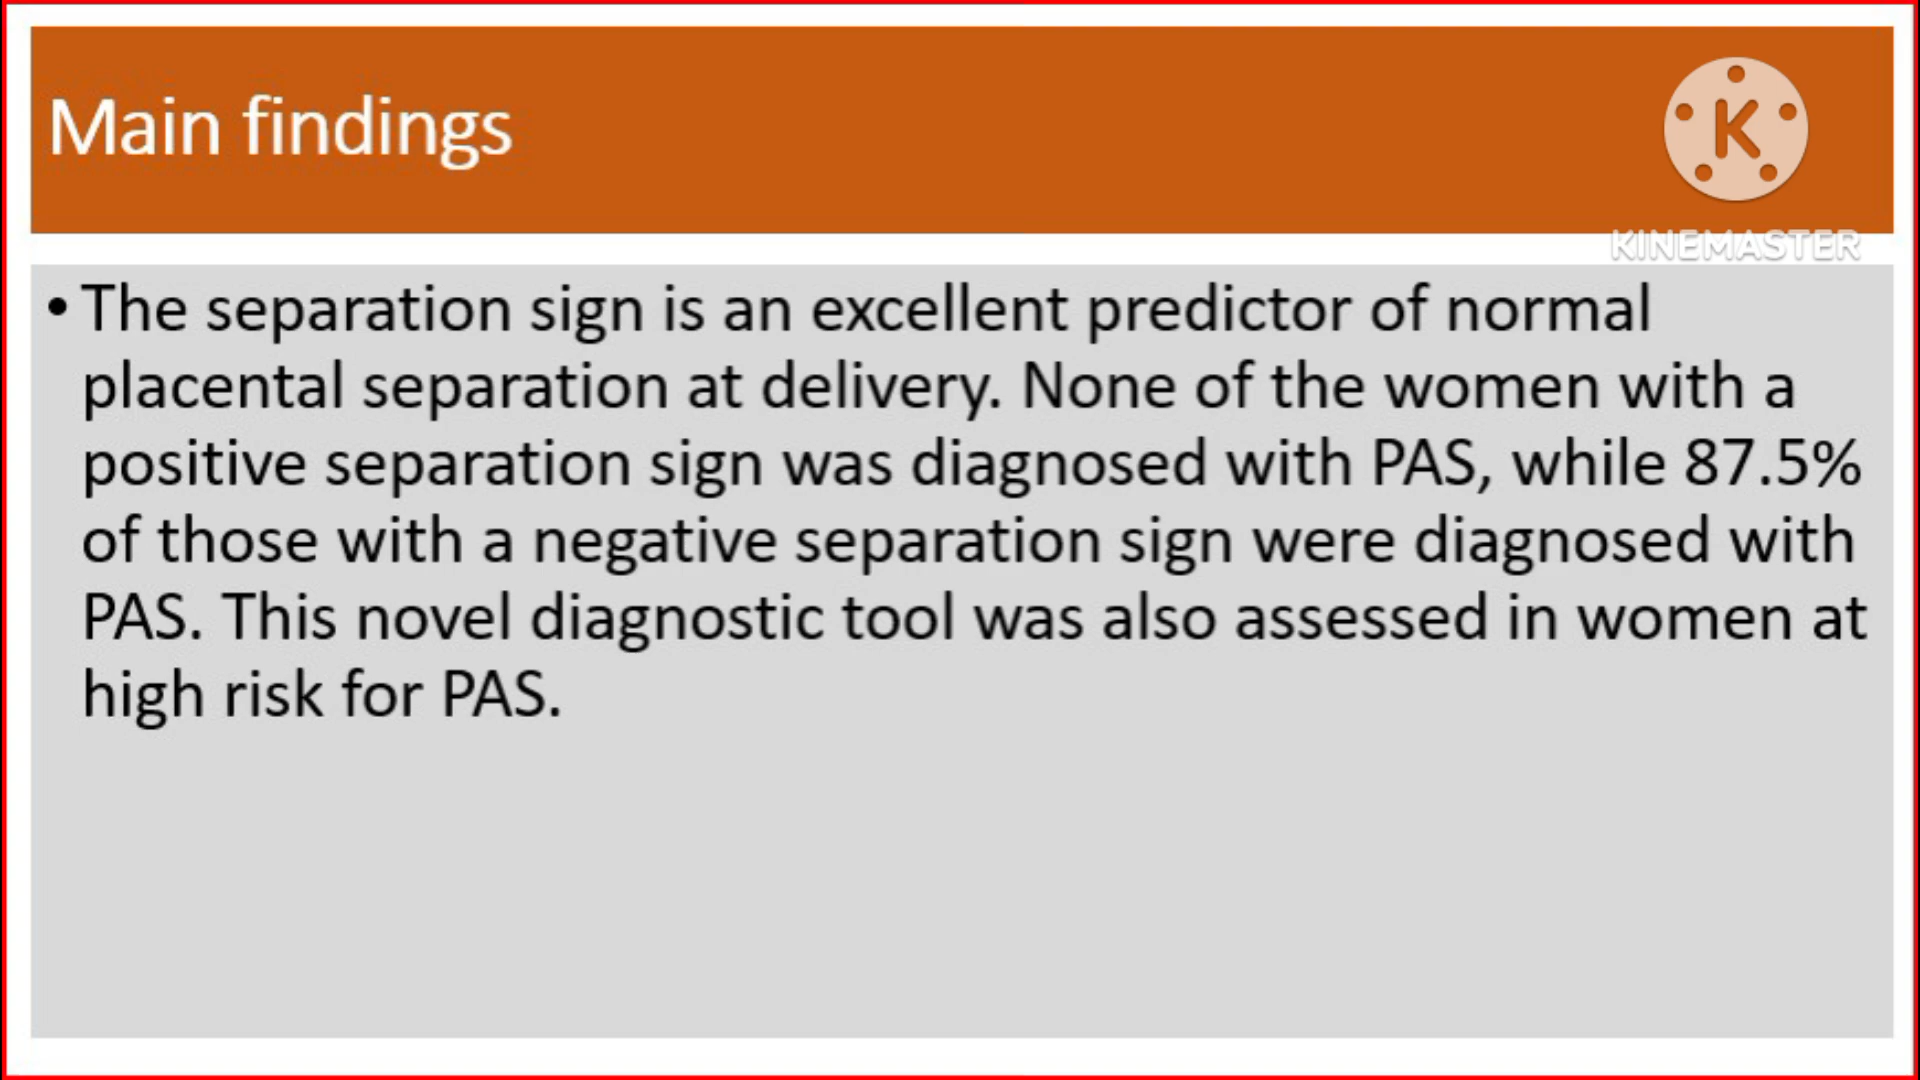 Main findings
K
KINEMASTER
• The separation sign is an excellent predictor of normal
placental separation at delivery. None of the women with a
positive separation sign was diagnosed with PAS, while 87.5%
of those with a negative separation sign were diagnosed with
PAS. This novel diagnostic tool was also assessed in women at
high risk for PAS.